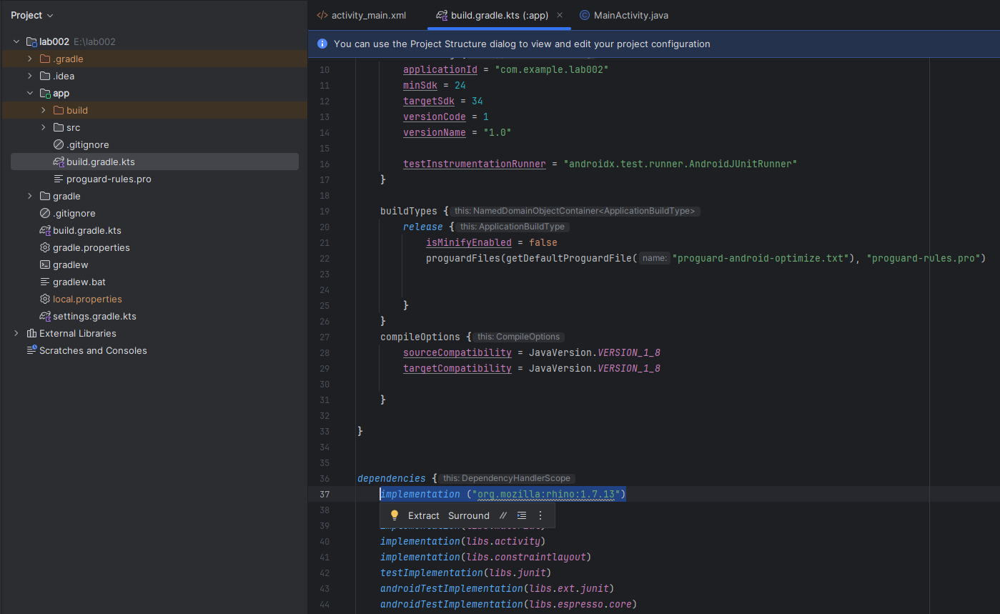 Project
lab002 E:\lab002
.gradle
.idea
app
build
src
.gitignore
build.gradle.kts
proguard-rules.pro
gradle
.gitignore
build.gradle.kts
gradle.properties
gradlew
gradlew.bat
local.properties
settings.gradle.kts
External Libraries
Scratches and Consoles
activity_main.xml build.gradle.kts (:app) MainActivity.java
You can use the Project Structure dialog to view and edit your project configuration
10 applicationId = "com.example.lab002"
11 minSdk = 24
12 targetSdk = 34
13 versionCode = 1
14 versionName = "1.0"
15
16 testInstrumentationRunner = "androidx.test.runner.AndroidJUnitRunner"
17 }
18
19 buildTypes { this: NamedDomainObjectContainer<ApplicationBuildType>
20 release { this: ApplicationBuildType
21 isMinifyEnabled = false
22 proguardFiles(getDefaultProguardFile( name: "proguard-android-optimize.txt"), "proguard-rules.pro")
23
24
25 }
26 }
27 compileOptions { this: CompileOptions
28 sourceCompatibility = JavaVersion.VERSION_1_8
29 targetCompatibility = JavaVersion.VERSION_1_8
30
31 }
32
33 }
34
35
36 dependencies { this: DependencyHandlerScope
37 implementation ("org.mozilla:rhino:1.7.13")
38
Extract Surround
39
40 implementation(libs.activity)
41 implementation(libs.constraintlayout)
42 testImplementation(libs.junit)
43 androidTestImplementation(libs.ext.junit)
44 androidTestImplementation(libs.espresso.core)